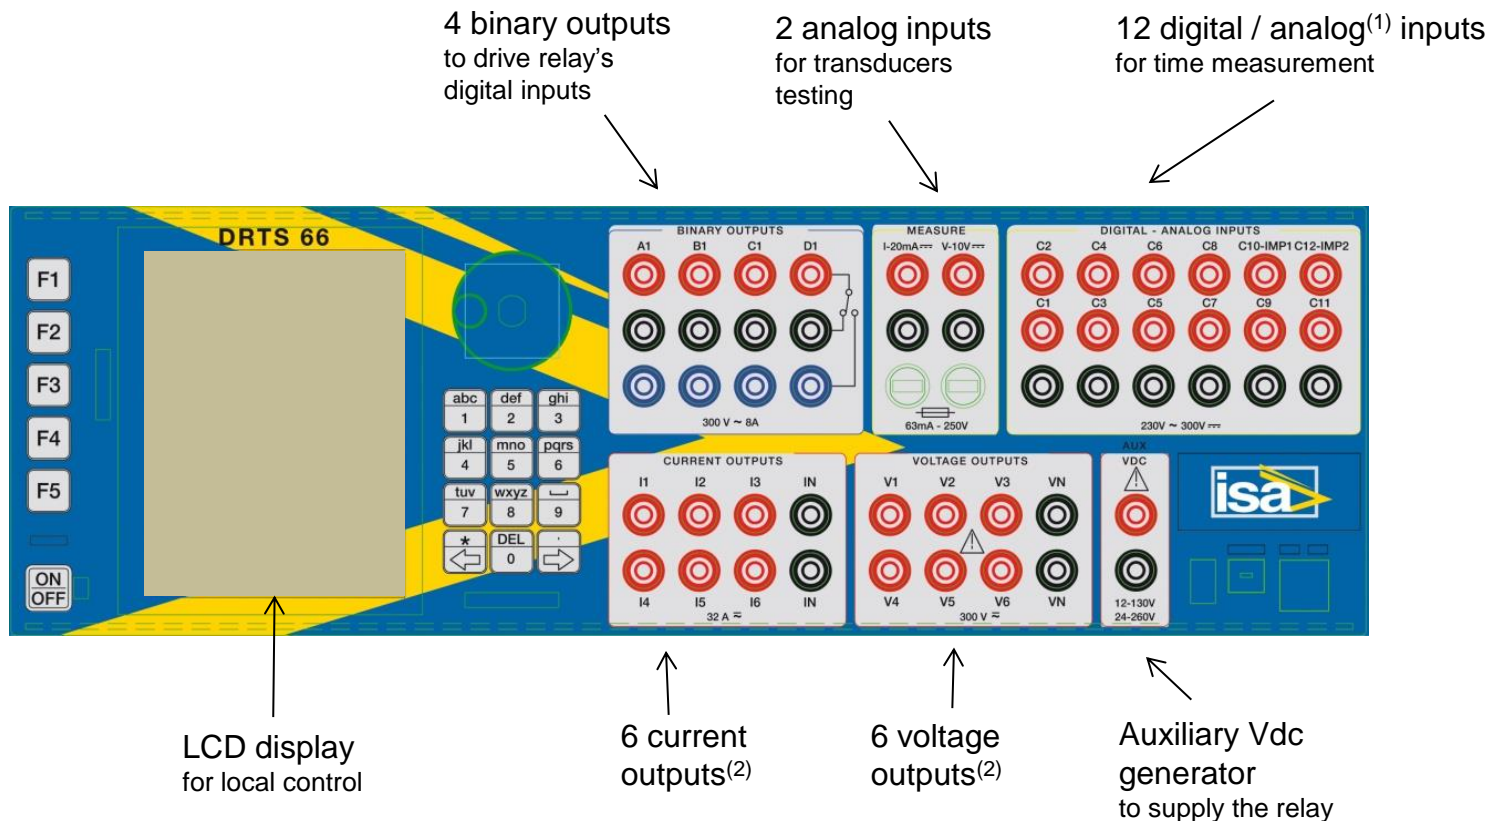 4 binary outputs
to drive relay's
digital inputs
2 analog inputs
for transducers
testing
12 digital / analog(1) inputs
for time measurement
DRTS 66
F1
F2
F3
F4
F5
ON
OFF
abc def ghi
1 2 3
jkl mno pqrs
4 5 6
tuv wxyz
7 8 9
* DEL .
0
BINARY OUTPUTS
A1 B1 C1 D1
300 V ~ 8A
MEASURE
I-20mA⎓ V-10V⎓
63mA - 250V
DIGITAL - ANALOG INPUTS
C2 C4 C6 C8 C10-IMP1 C12-IMP2
C1 C3 C5 C7 C9 C11
230V ~ 300V⎓
CURRENT OUTPUTS
I1 I2 I3 IN
I4 I5 I6 IN
32 A ≂
VOLTAGE OUTPUTS
V1 V2 V3 VN
V4 V5 V6 VN
300 V ≂
AUX
VDC
12-130V
24-260V
isa
LCD display
for local control
6 current
outputs(2)
6 voltage
outputs(2)
Auxiliary Vdc
generator
to supply the relay